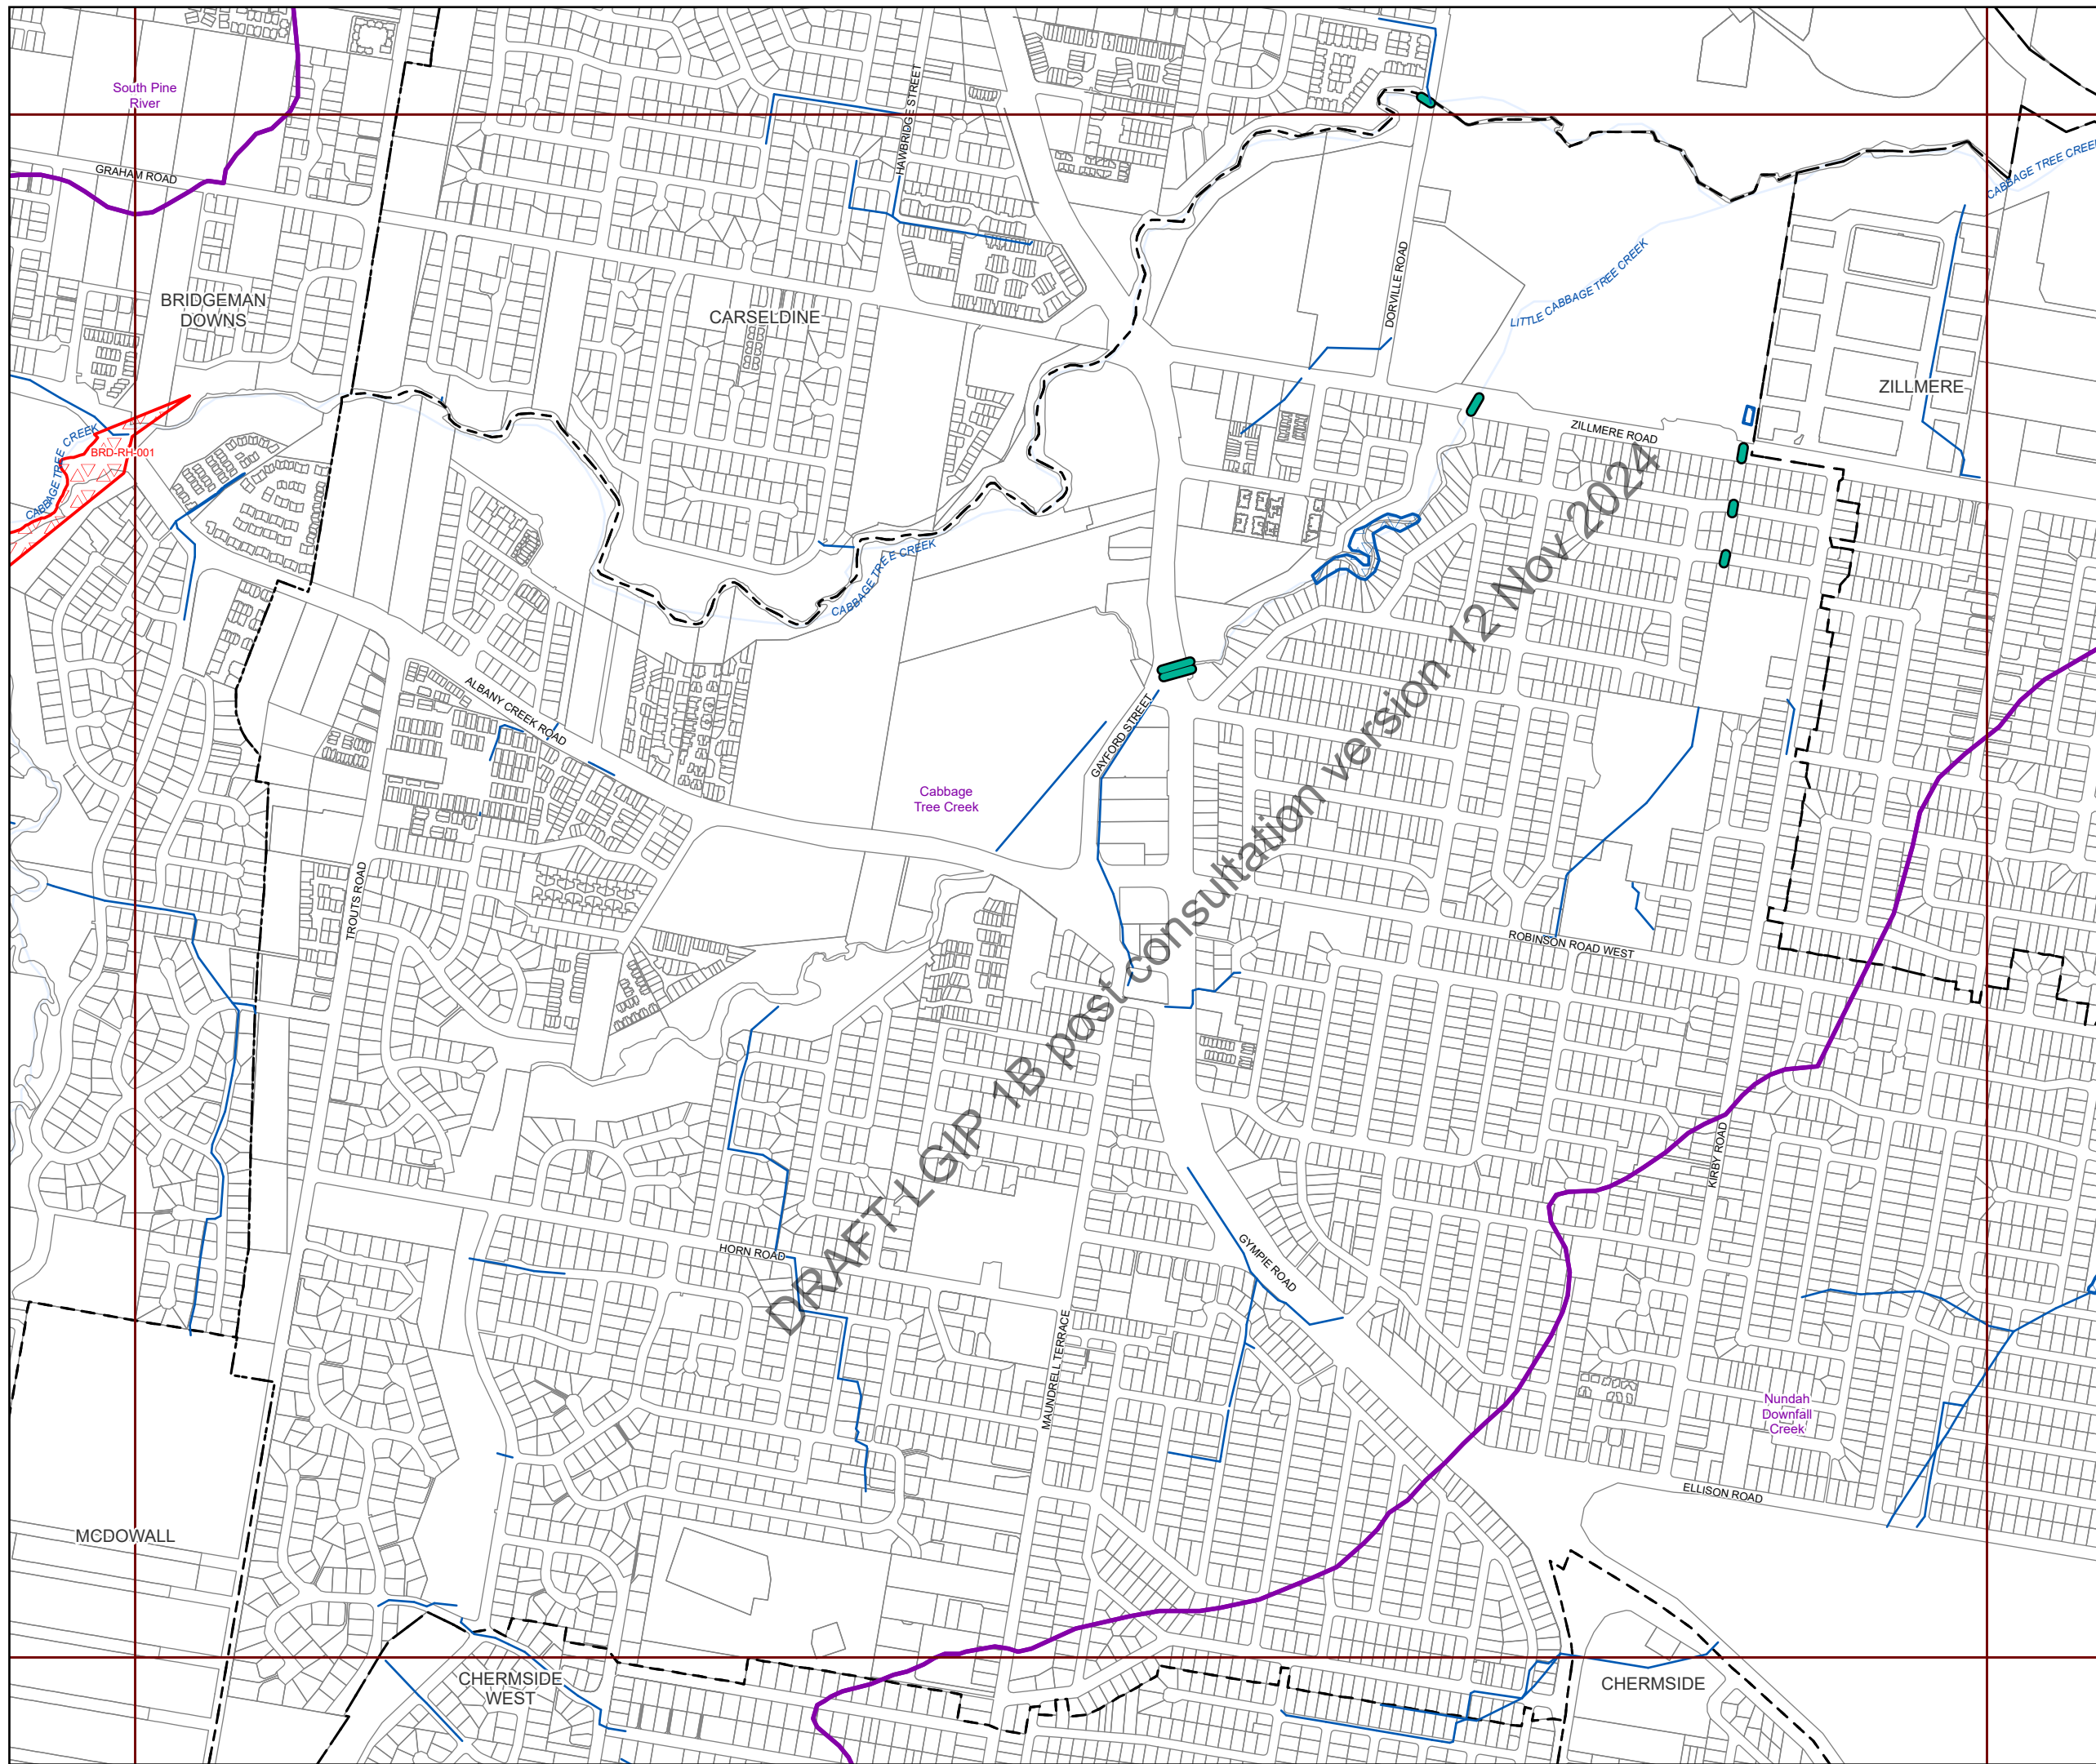 South Pine
River
HAWBRIDGE STREET
GRAHAM ROAD
CABBAGE TREE CREEK
BRIDGEMAN
DOWNS
CARSELDINE
DORVILLE ROAD
LITTLE CABBAGE TREE CREEK
ZILLMERE
CABBAGE TREE CREEK
BRD-RH-001
ZILLMERE ROAD
CABBAGE TREE CREEK
ALBANY CREEK ROAD
GAYFORD STREET
Cabbage
Tree Creek
TROUTS ROAD
ROBINSON ROAD WEST
DRAFT LGIP 1B post consultation version 12 Nov 2024
KIRBY ROAD
HORN ROAD
GYMPIE ROAD
MAUNDRELL TERRACE
Nundah
Downfall
Creek
ELLISON ROAD
MCDOWALL
CHERMSIDE
WEST
CHERMSIDE